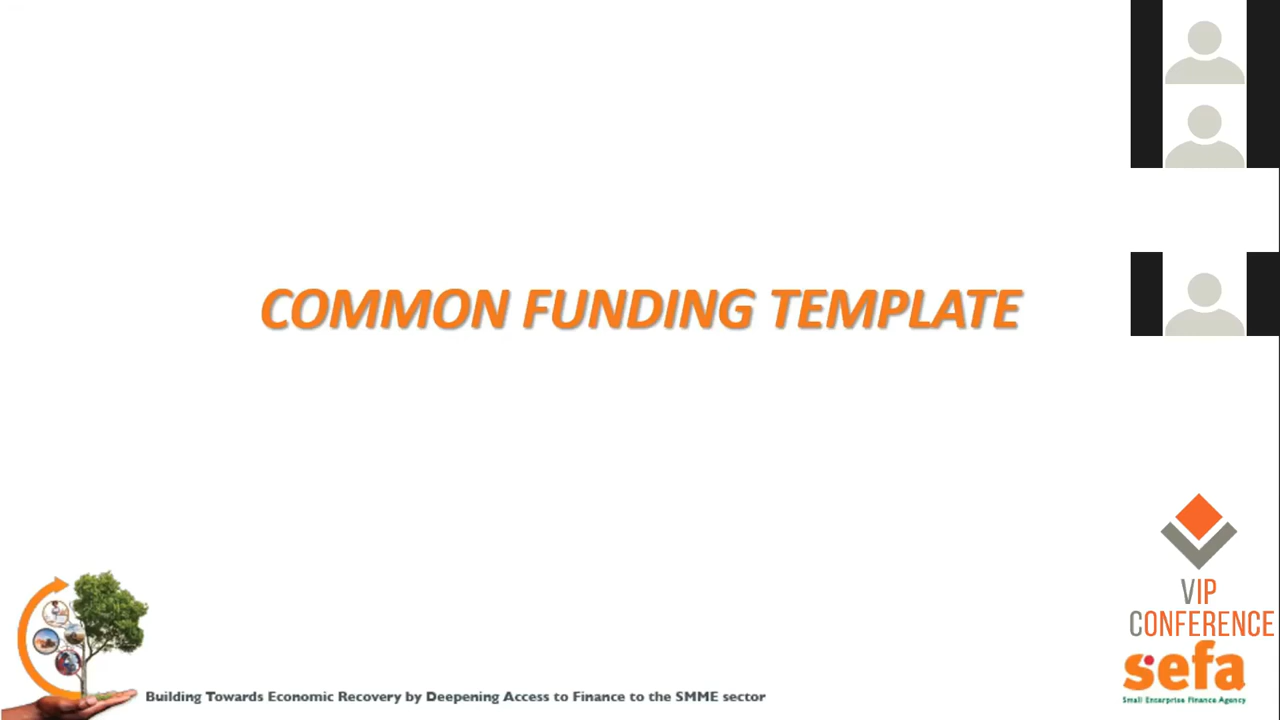 COMMON FUNDING TEMPLATE
VIP
CONFERENCE
sefa
Small Enterprise Finance Agency
Building Towards Economic Recovery by Deepening Access to Finance to the SMME sector